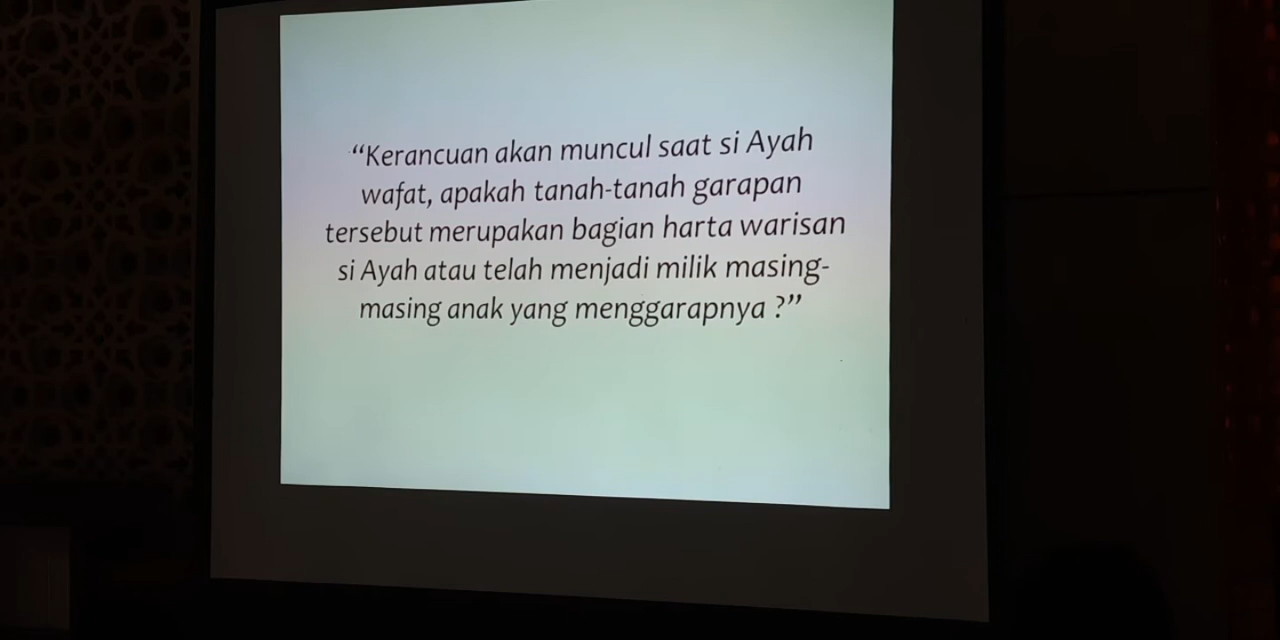 “Kerancuan akan muncul saat si Ayah
wafat, apakah tanah-tanah garapan
tersebut merupakan bagian harta warisan
si Ayah atau telah menjadi milik masing-
masing anak yang menggarapnya ?”